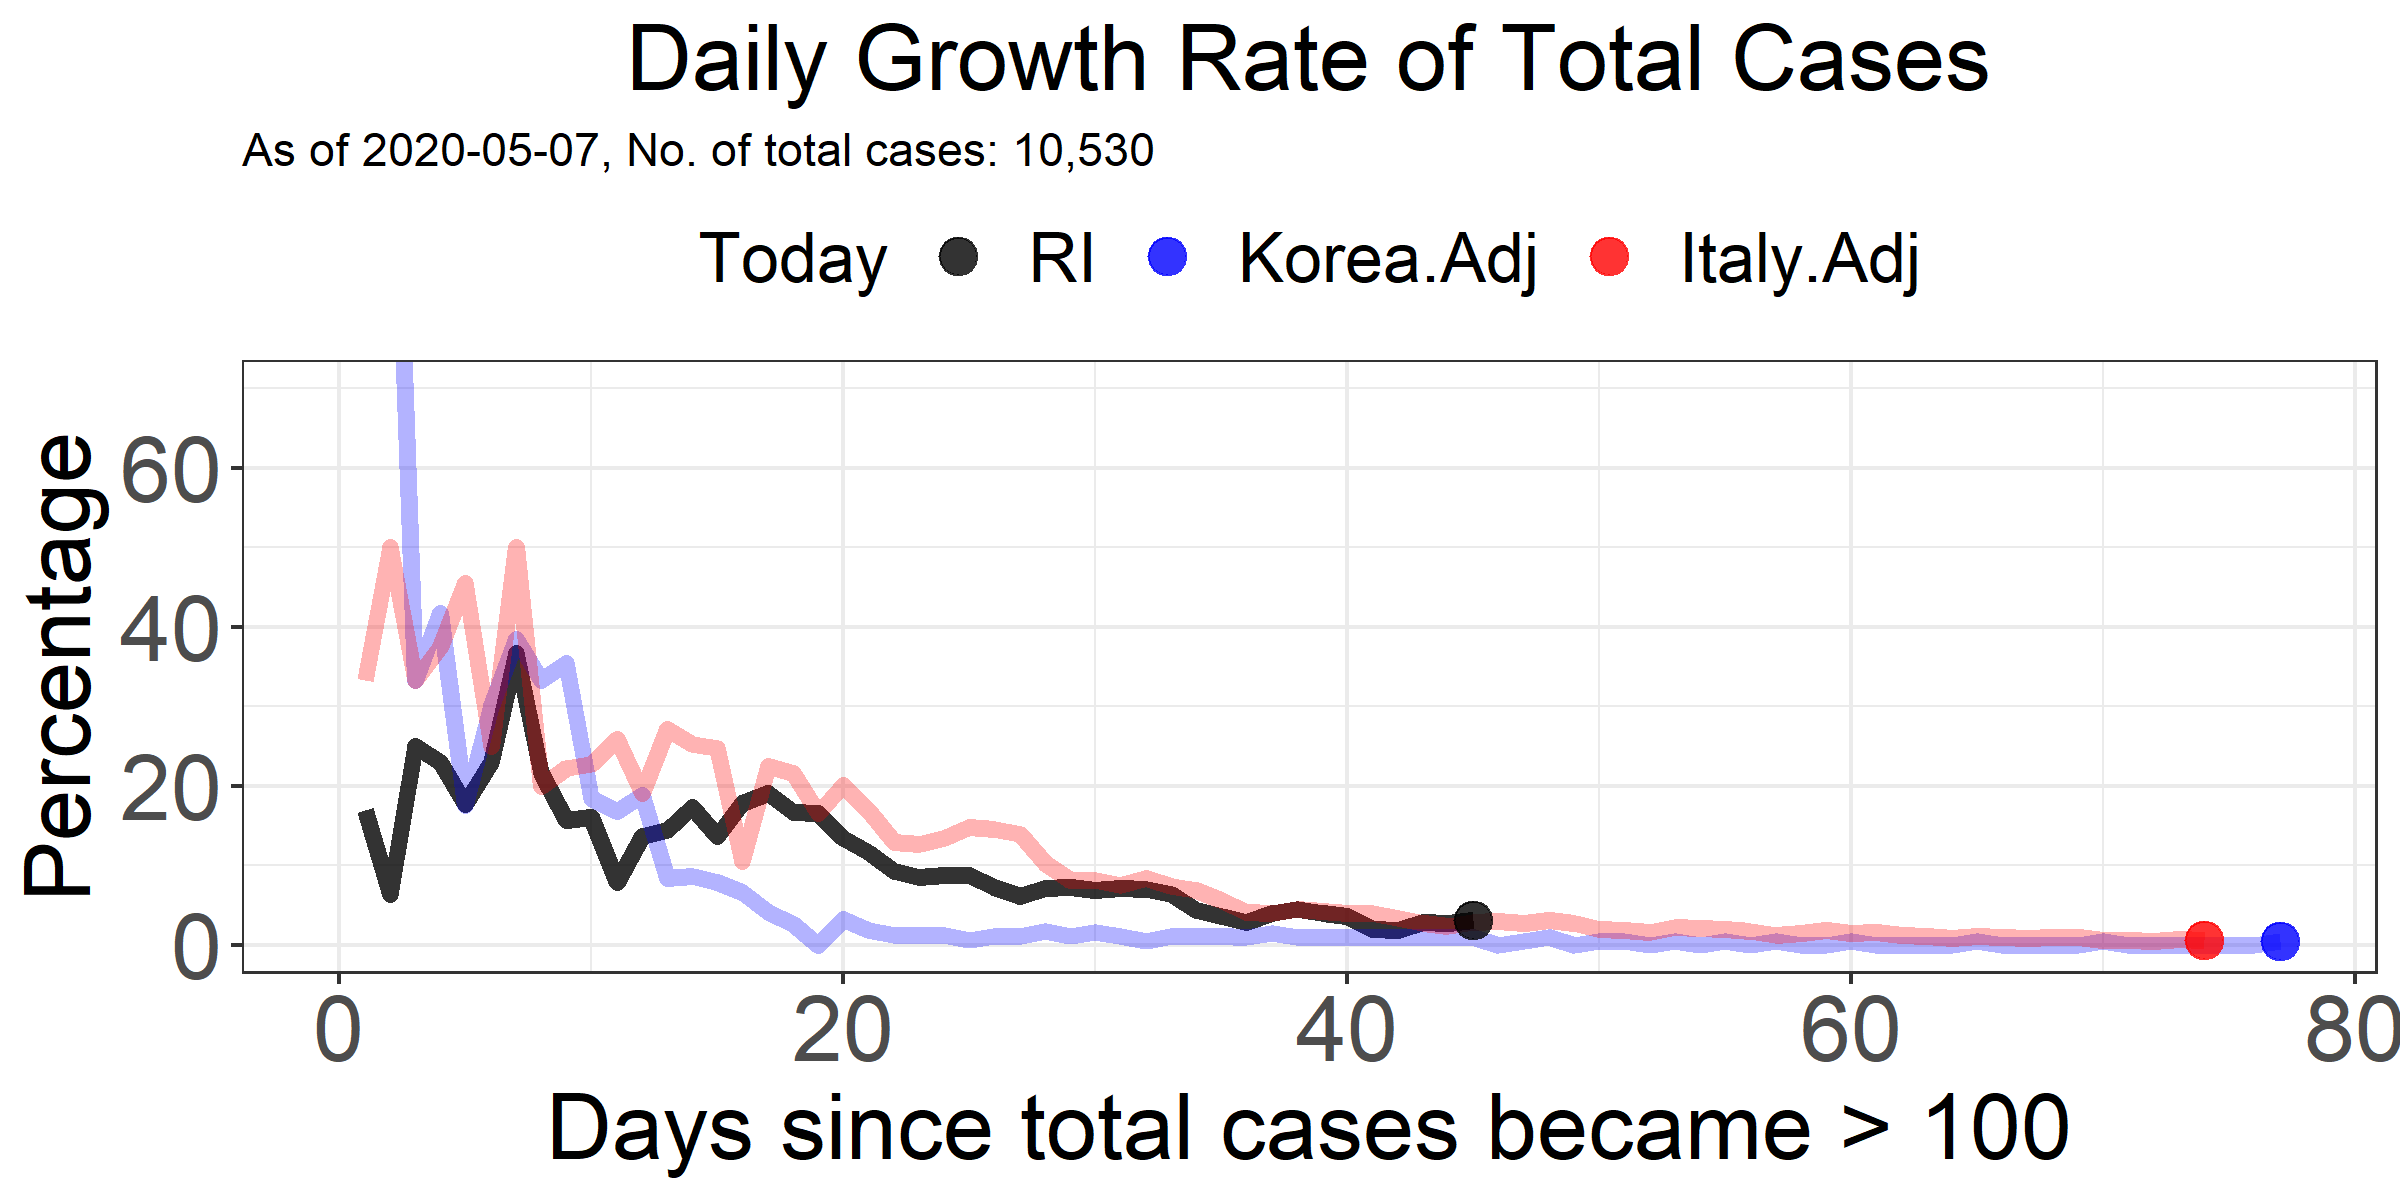 Daily Growth Rate of Total Cases
As of 2020-05-07, No. of total cases: 10,530
Today RI Korea.Adj Italy.Adj
Percentage
60
40
20
0
0 20 40 60 80
Days since total cases became > 100